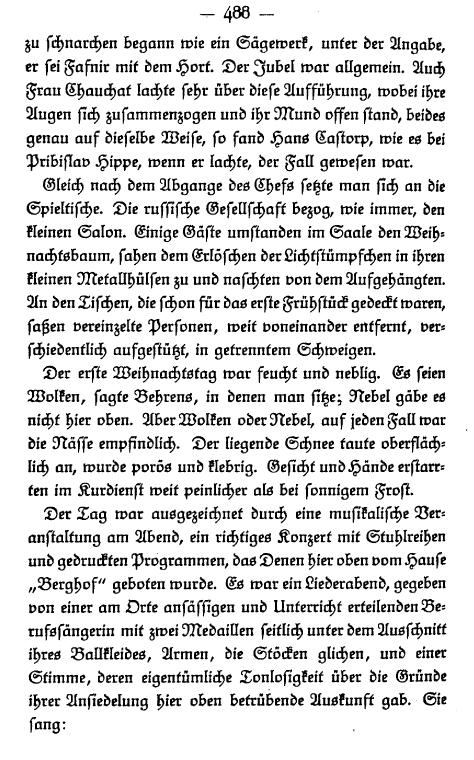 — 488 —
zu schnarchen begann wie ein Sägewerk, unter der Angabe,
er sei Fafnir mit dem Hort. Der Jubel war allgemein. Auch
Frau Chauchat lachte sehr über diese Aufführung, wobei ihre
Augen sich zusammenzogen und ihr Mund offen stand, beides
genau auf dieselbe Weise, so fand Hans Castorp, wie es bei
Pribislav Hippe, wenn er lachte, der Fall gewesen war.
Gleich nach dem Abgange des Chefs setzte man sich an die
Spieltische. Die russische Gesellschaft bezog, wie immer, den
kleinen Salon. Einige Gäste umstanden im Saale den Weih-
nachtsbaum, sahen dem Erlöschen der Lichtstümpfchen in ihren
kleinen Metallhülsen zu und naschten von dem Aufgehängten.
An den Tischen, die schon für das erste Frühstück gedeckt waren,
saßen vereinzelte Personen, weit voneinander entfernt, ver-
schiedentlich aufgestützt, in getrenntem Schweigen.
Der erste Weihnachtstag war feucht und neblig. Es seien
Wolken, sagte Behrens, in denen man sitze; Nebel gäbe es
nicht hier oben. Aber Wolken oder Nebel, auf jeden Fall war
die Nässe empfindlich. Der liegende Schnee taute oberfläch-
lich an, wurde porös und klebrig. Gesicht und Hände erstarr-
ten im Kurdienst weit peinlicher als bei sonnigem Frost.
Der Tag war ausgezeichnet durch eine musikalische Ver-
anstaltung am Abend, ein richtiges Konzert mit Stuhlreihen
und gedruckten Programmen, das Denen hier oben vom Hause
„Berghof“ geboten wurde. Es war ein Liederabend, gegeben
von einer am Orte ansässigen und Unterricht erteilenden Be-
rufssängerin mit zwei Medaillen seitlich unter dem Ausschnitt
ihres Ballkleides, Armen, die Stöcken glichen, und einer
Stimme, deren eigentümliche Tonlosigkeit über die Gründe
ihrer Ansiedelung hier oben betrübende Auskunft gab. Sie
sang: